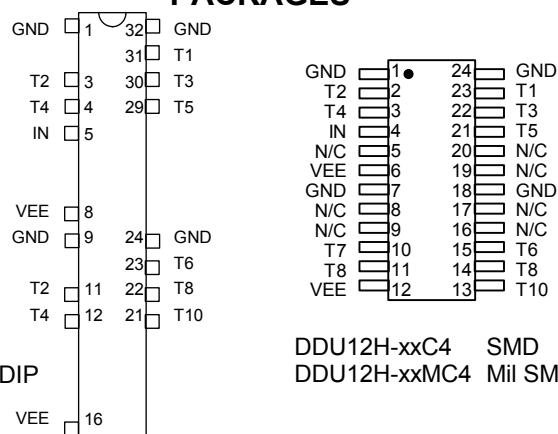 GND 1 32 GND
31 T1
T2 3 30 T3
T4 4 29 T5
IN 5
VEE 8
GND 9 24 GND
23 T6
T2 11 22 T8
T4 12 21 T10
DIP
VEE 16
GND 1 24 GND
T2 2 23 T1
T4 3 22 T3
IN 4 21 T5
N/C 5 20 N/C
VEE 6 19 N/C
GND 7 18 GND
N/C 8 17 N/C
N/C 9 16 N/C
T7 10 15 T6
T8 11 14 T8
VEE 12 13 T10
DDU12H-xxC4 SMD
DDU12H-xxMC4 Mil SM